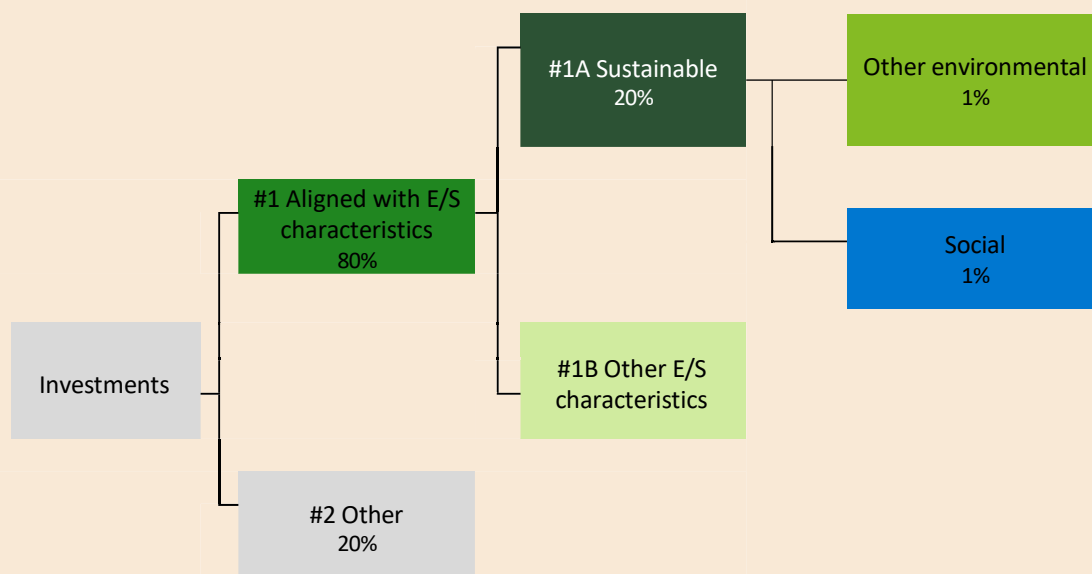 #1A Sustainable
20%
Other environmental
1%
#1 Aligned with E/S
characteristics
80%
Social
1%
Investments
#1B Other E/S
characteristics
#2 Other
20%